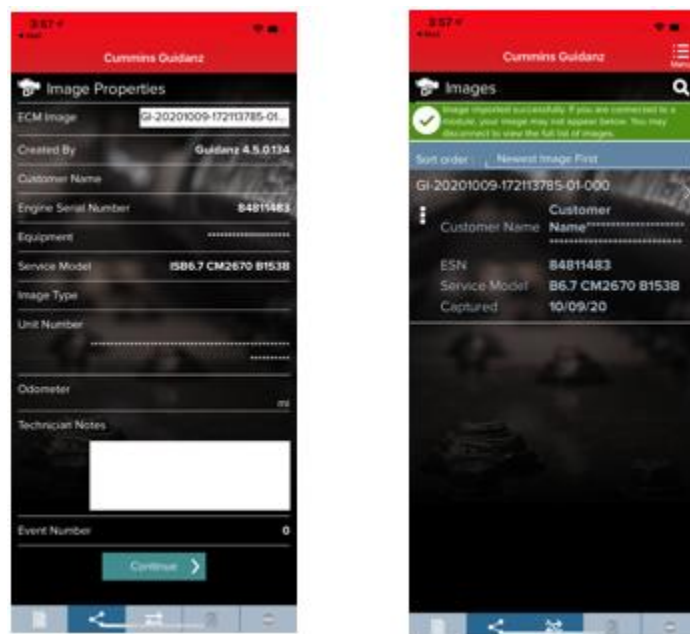 3:57
Cummins Guidanz
Image Properties
ECM Image GI-20201009-172113785-01...
Created By Guidanz 4.5.0.134
Customer Name
Engine Serial Number 84811483
Equipment ******************
Service Model ISB6.7 CM2670 B153B
Image Type
Unit Number
Odometer
mi
Technician Notes
Event Number 0
Continue
3:57
Cummins Guidanz
Menu
Images
Image imported successfully. If you are connected to a
module, your image may not appear below. You may
disconnect to view the full list of images.
Sort order Newest Image First
GI-20201009-172113785-01-000
Customer Name Customer
Name
ESN 84811483
Service Model B6.7 CM2670 B153B
Captured 10/09/20